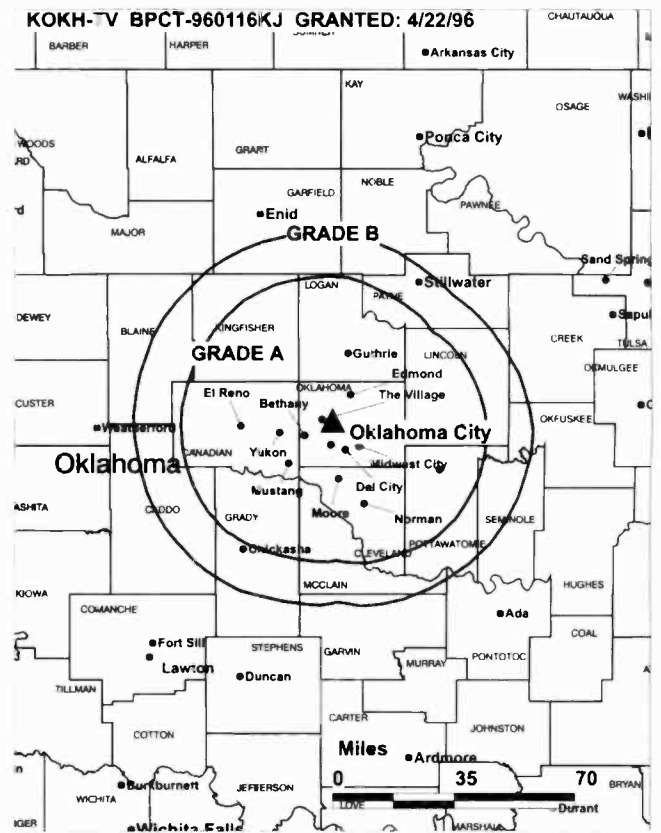 KOKH-TV BPCT-960116KJ GRANTED: 4/22/96
CHAUTAUQUA
BARBER
HARPER
Arkansas City
KAY
OSAGE
Ponca City
WOODS
ALFALFA
GRART
NOBLE
GARFIELD
PAWNEE
Enid
MAJOR
GRADE B
Sand Spring
LOGAN
Stillwater
PAYNE
DEWEY
BLAINE
KINGFISHER
Sapul
CREEK
TULSA
GRADE A
Guthrie
LINCOLN
OKMULGEE
Edmond
El Reno
OKLAHOMA
The Village
CUSTER
Bethany
OKFUSKEE
Weatherford
Oklahoma City
CANADIAN
Yukon
Oklahoma
Midwest City
Mustang
Del City
ASHITA
CADDO
GRADY
Moore
Norman
SEMINOLE
POTTAWATOMIE
Chickasha
CLEVELAND
MCCLAIN
HUGHES
KIOWA
COMANCHE
Ada
Fort Sill
STEPHENS
GARVIN
COAL
Lawton
MURRAY
PONTOTOC
Duncan
TILLMAN
CARTER
JOHNSTON
COTTON
Miles
Ardmore
0 35 70
BRYAN
Burkburnett
JEFFERSON
WICHITA
LOVE
Durant
Wichita Falls
MARSHAL